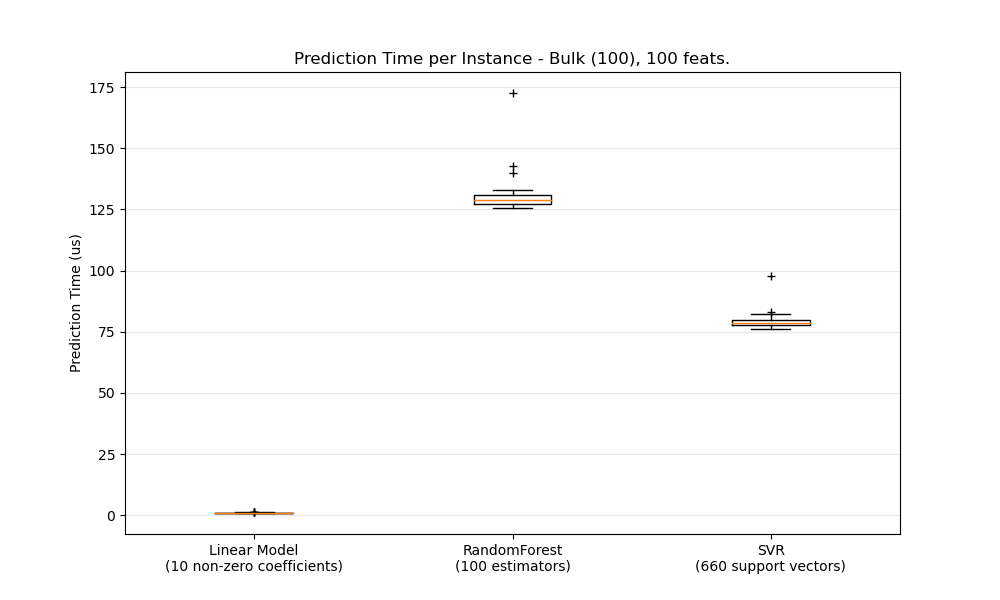 Prediction Time per Instance - Bulk (100), 100 feats.
Prediction Time (us)
175
150
125
100
75
50
25
0
Linear Model
(10 non-zero coefficients)
RandomForest
(100 estimators)
SVR
(660 support vectors)